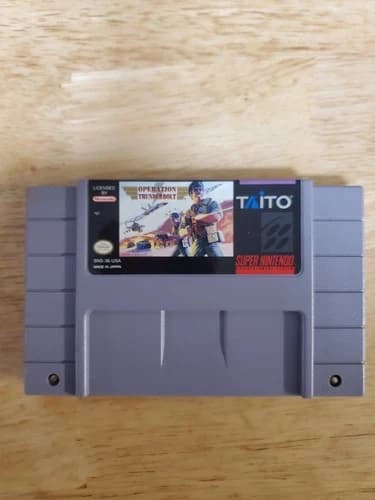 LICENSED BY
Nintendo
OPERATION
THUNDERBOLT
TAITO
SNS-36-USA
MADE IN JAPAN
SUPER NINTENDO